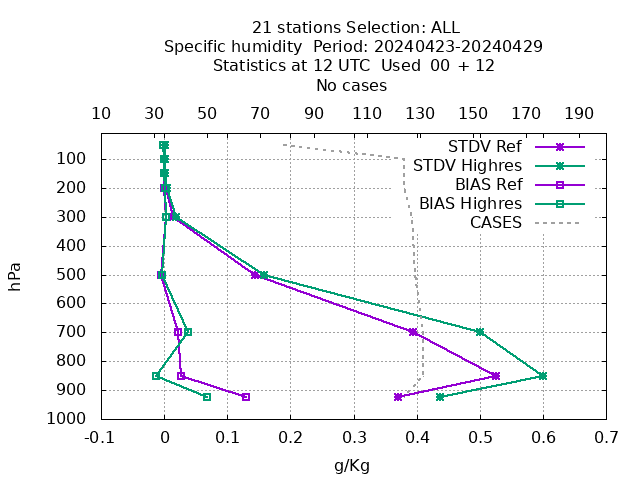 21 stations Selection: ALL
Specific humidity  Period: 20240423-20240429
Statistics at 12 UTC  Used  00 + 12
No cases
10 30 50 70 90 110 130 150 170 190
STDV Ref
STDV Highres
BIAS Ref
BIAS Highres
CASES
hPa
100
200
300
400
500
600
700
800
900
1000
-0.1 0 0.1 0.2 0.3 0.4 0.5 0.6 0.7
g/Kg